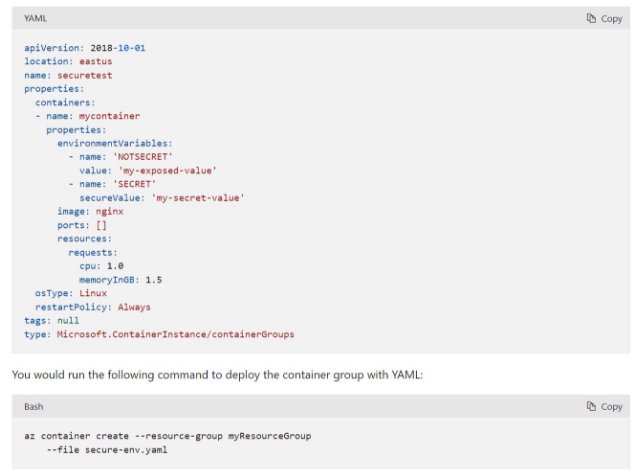 YAML
Copy
apiVersion: 2018-10-01
location: eastus
name: securetest
properties:
  containers:
  - name: mycontainer
    properties:
      environmentVariables:
        - name: 'NOTSECRET'
          value: 'my-exposed-value'
        - name: 'SECRET'
          secureValue: 'my-secret-value'
      image: nginx
      ports: []
      resources:
        requests:
          cpu: 1.0
          memoryInGB: 1.5
  osType: Linux
  restartPolicy: Always
tags: null
type: Microsoft.ContainerInstance/containerGroups
You would run the following command to deploy the container group with YAML:
Bash
Copy
az container create --resource-group myResourceGroup
    --file secure-env.yaml